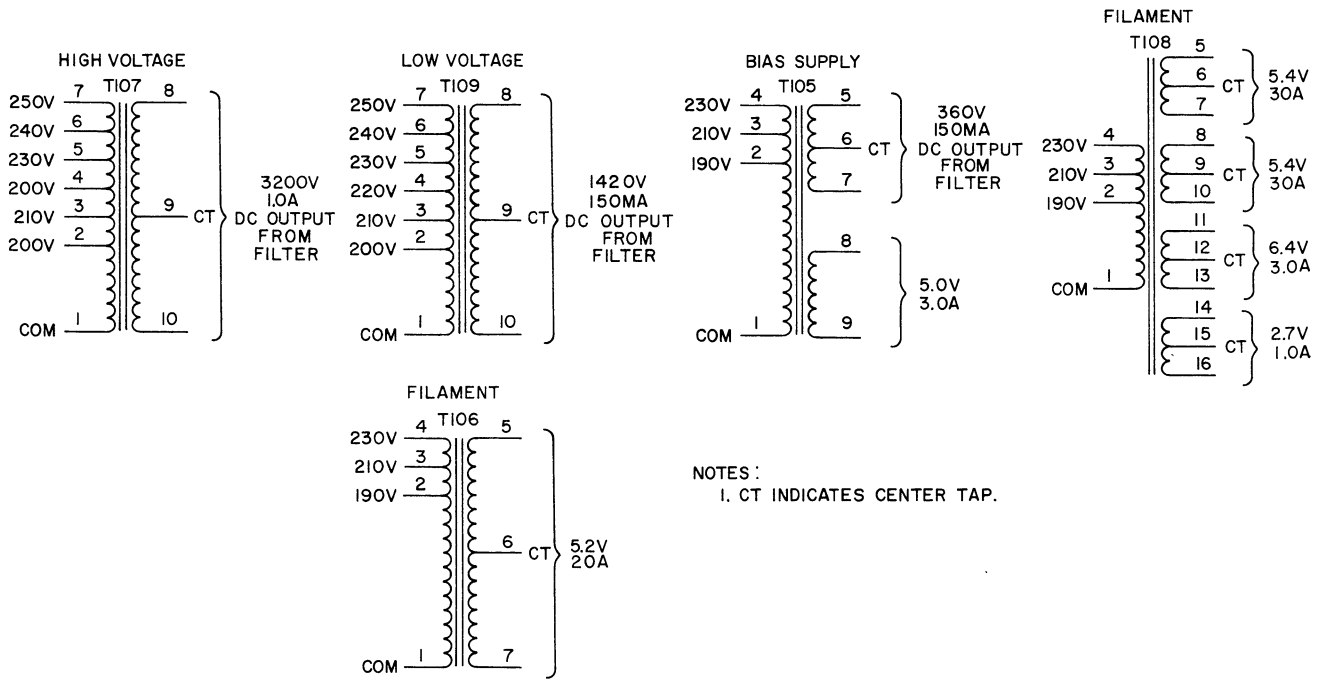 HIGH VOLTAGE
T107
250V 7
240V 6
230V 5
200V 4
210V 3
200V 2
COM 1
8
9 CT
10
3200V
1.0A
DC OUTPUT
FROM
FILTER
LOW VOLTAGE
T109
250V 7
240V 6
230V 5
220V 4
210V 3
200V 2
COM 1
8
9 CT
10
1420V
150MA
DC OUTPUT
FROM
FILTER
BIAS SUPPLY
T105
230V 4
210V 3
190V 2
COM 1
5
6 CT
7
360V
150MA
DC OUTPUT
FROM
FILTER
8
9
5.0V
3.0A
FILAMENT
T108
230V 4
210V 3
190V 2
COM 1
5
6 CT
7
5.4V
30A
8
9 CT
10
5.4V
30A
11
12 CT
13
6.4V
3.0A
14
15 CT
16
2.7V
1.0A
FILAMENT
T106
230V 4
210V 3
190V 2
COM 1
5
6 CT
7
5.2V
20A
NOTES:
1. CT INDICATES CENTER TAP.